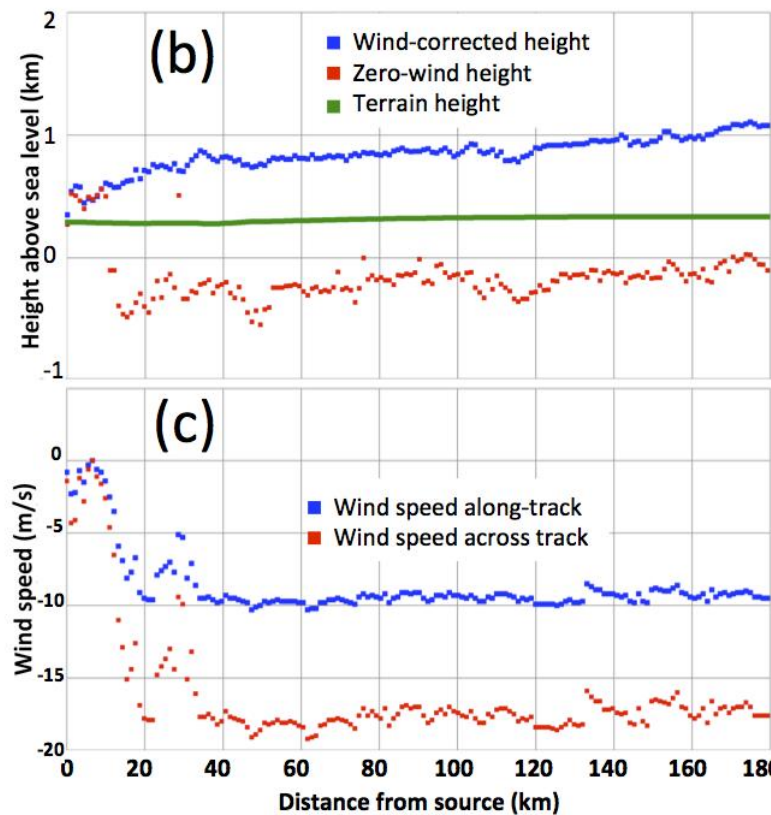 2
(b)
Wind-corrected height
Zero-wind height
Terrain height
1
0
-1
Height above sea level (km)
(c)
0
Wind speed along-track
Wind speed across track
-5
-10
-15
-20
Wind speed (m/s)
0 20 40 60 80 100 120 140 160 180
Distance from source (km)